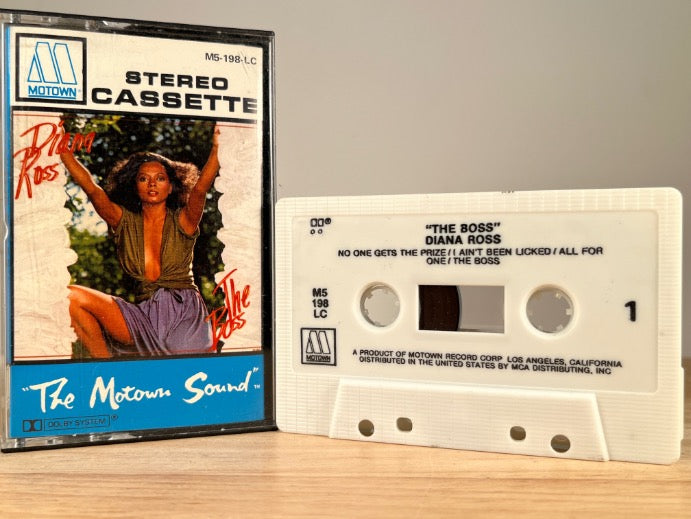 M5-198-LC
MOTOWN
STEREO
CASSETTE
Diana
Ross
The
Boss
"The Motown Sound"™
DOLBY SYSTEM®
"THE BOSS"
DIANA ROSS
NO ONE GETS THE PRIZE / I AIN'T BEEN LICKED / ALL FOR
ONE / THE BOSS
M5
198
LC
1
MOTOWN
A PRODUCT OF MOTOWN RECORD CORP LOS ANGELES, CALIFORNIA
DISTRIBUTED IN THE UNITED STATES BY MCA DISTRIBUTING, INC